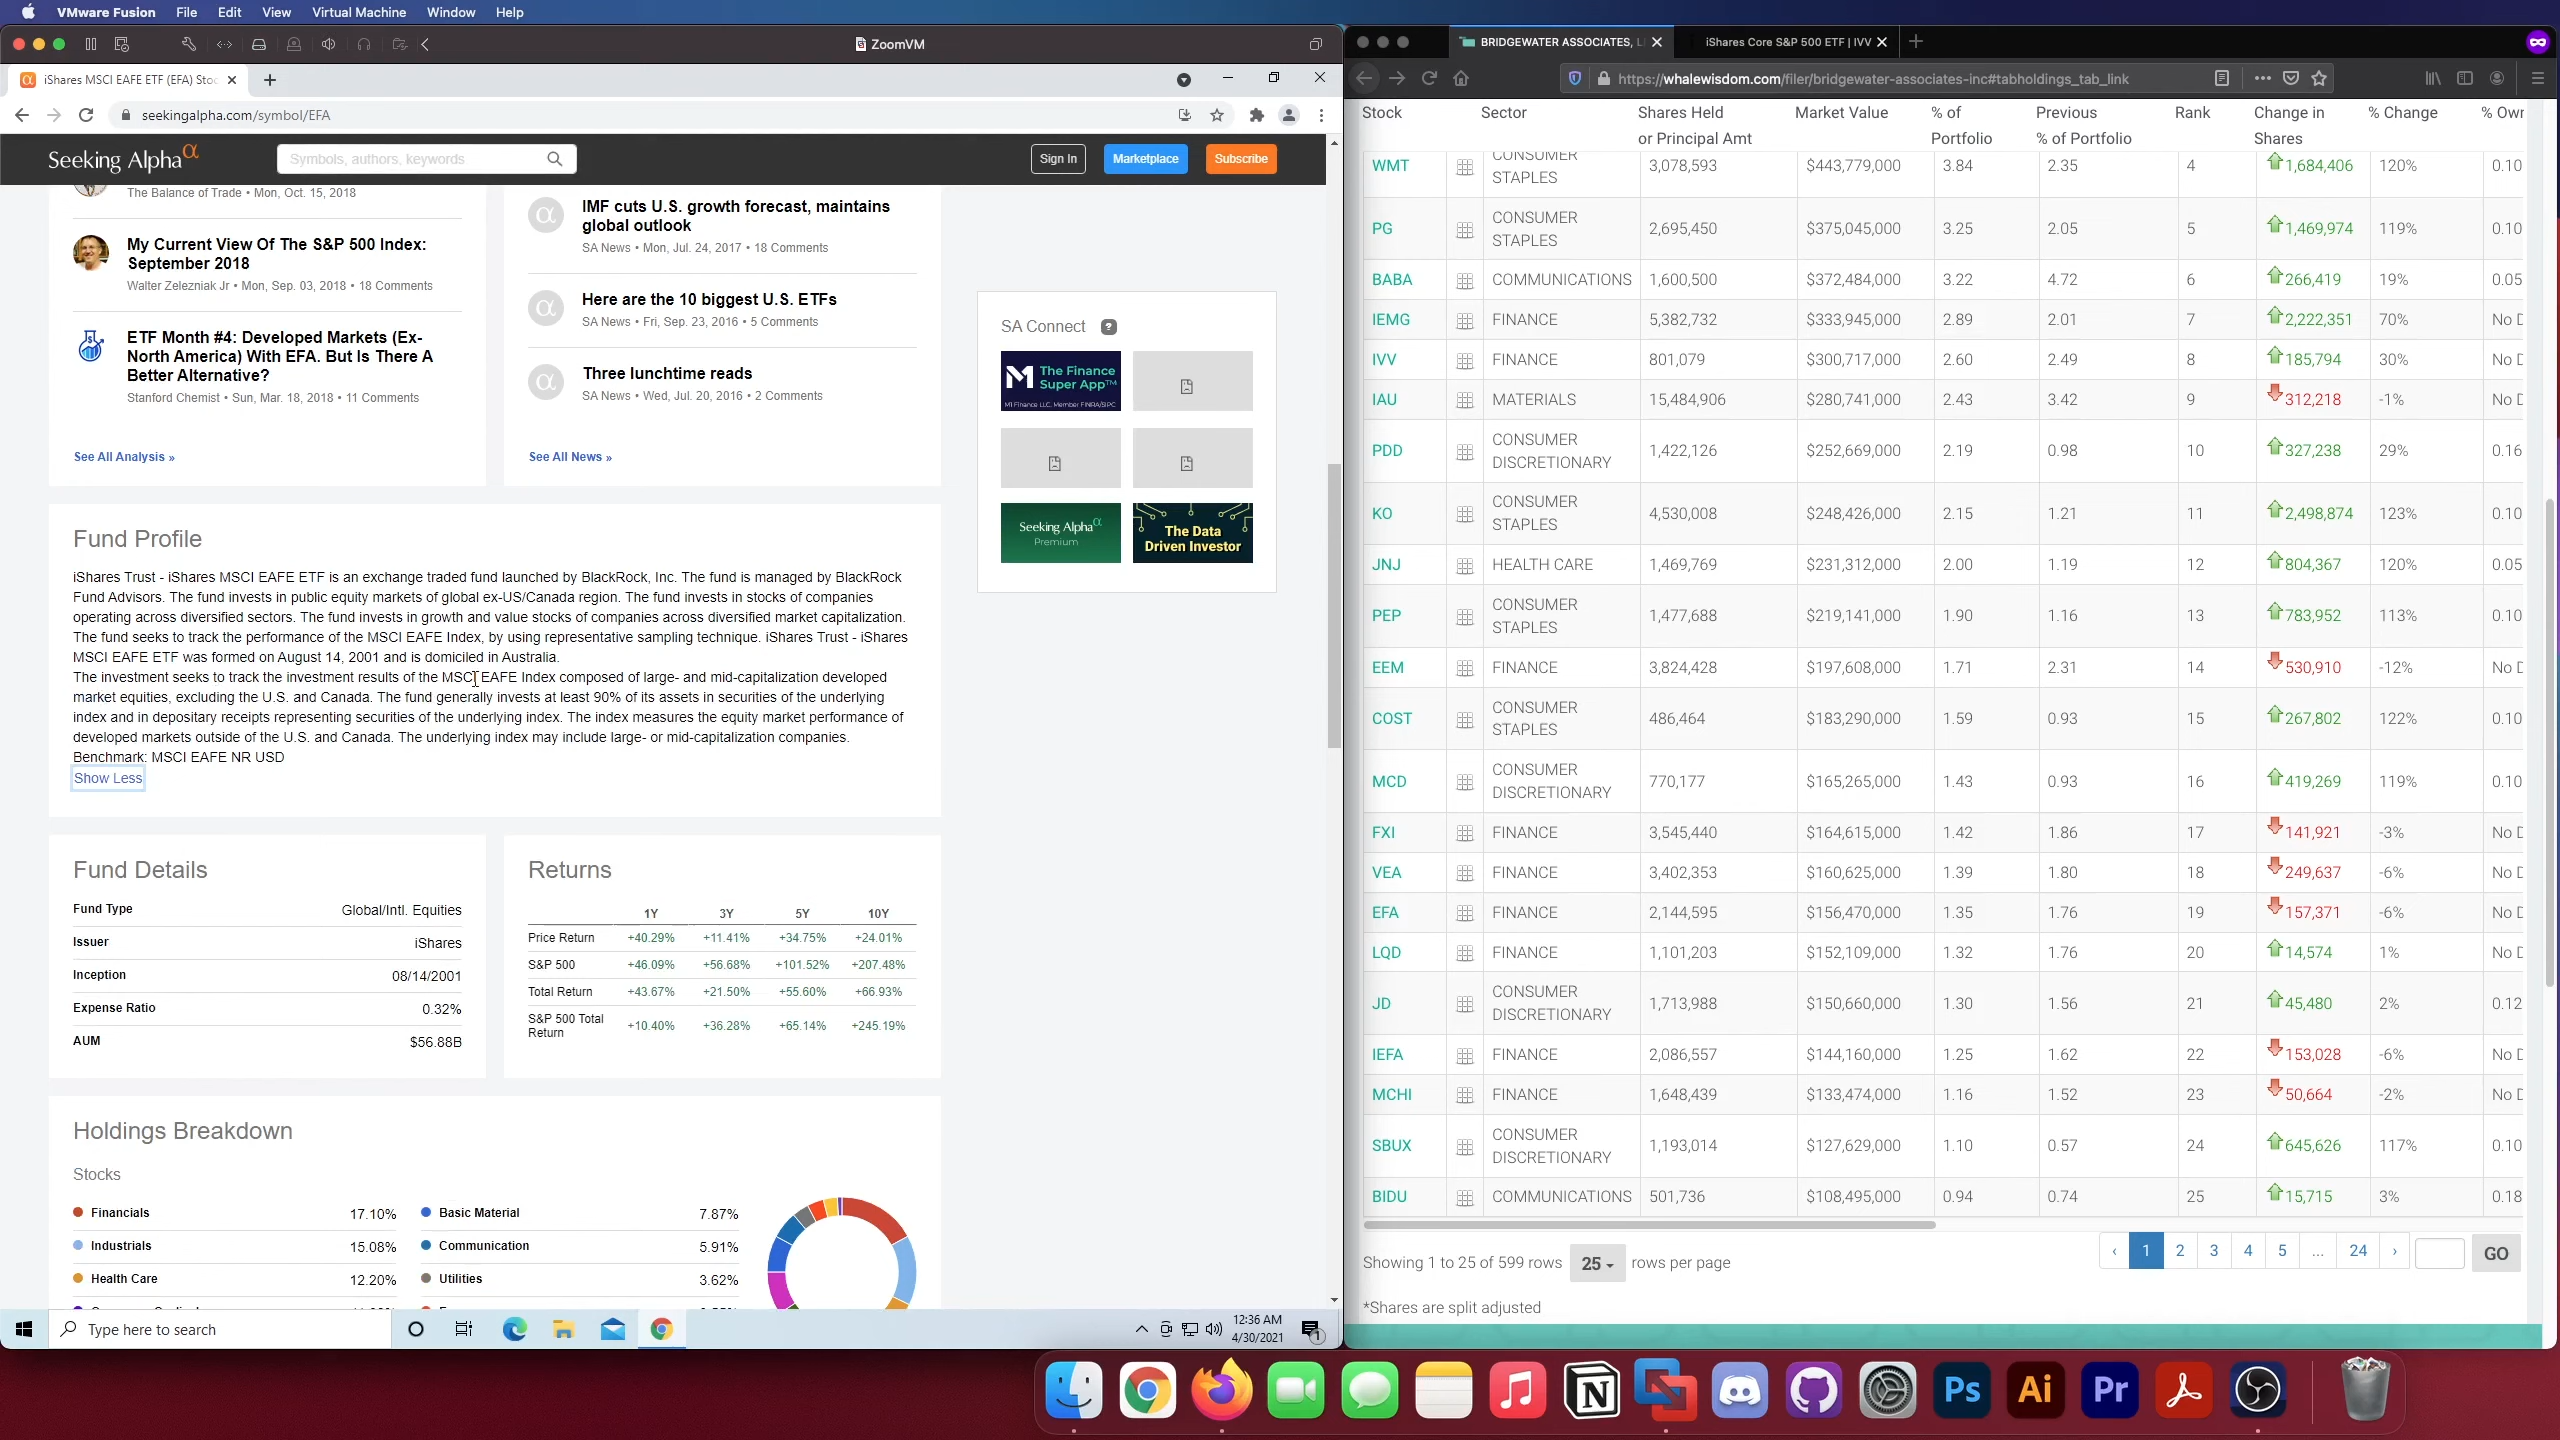 VMware Fusion File Edit View Virtual Machine Window Help
ZoomVM
iShares MSCI EAFE ETF (EFA) Stoc
seekingalpha.com/symbol/EFA
Seeking Alpha α
Symbols, authors, keywords
Sign In
Marketplace
Subscribe
The Balance of Trade • Mon, Oct. 15, 2018
My Current View Of The S&P 500 Index:
September 2018
Walter Zelezniak Jr • Mon, Sep. 03, 2018 • 18 Comments
ETF Month #4: Developed Markets (Ex-
North America) With EFA. But Is There A
Better Alternative?
Stanford Chemist • Sun, Mar. 18, 2018 • 11 Comments
See All Analysis »
IMF cuts U.S. growth forecast, maintains
global outlook
SA News • Mon, Jul. 24, 2017 • 18 Comments
Here are the 10 biggest U.S. ETFs
SA News • Fri, Sep. 23, 2016 • 5 Comments
Three lunchtime reads
SA News • Wed, Jul. 20, 2016 • 2 Comments
See All News »
SA Connect ?
M1 The Finance
Super App™
M1 Finance LLC, Member FINRA/SIPC
Seeking Alpha α
Premium
The Data
Driven Investor
Fund Profile
iShares Trust - iShares MSCI EAFE ETF is an exchange traded fund launched by BlackRock, Inc. The fund is managed by BlackRock
Fund Advisors. The fund invests in public equity markets of global ex-US/Canada region. The fund invests in stocks of companies
operating across diversified sectors. The fund invests in growth and value stocks of companies across diversified market capitalization.
The fund seeks to track the performance of the MSCI EAFE Index, by using representative sampling technique. iShares Trust - iShares
MSCI EAFE ETF was formed on August 14, 2001 and is domiciled in Australia.
The investment seeks to track the investment results of the MSCI EAFE Index composed of large- and mid-capitalization developed
market equities, excluding the U.S. and Canada. The fund generally invests at least 90% of its assets in securities of the underlying
index and in depositary receipts representing securities of the underlying index. The index measures the equity market performance of
developed markets outside of the U.S. and Canada. The underlying index may include large- or mid-capitalization companies.
Benchmark: MSCI EAFE NR USD
Show Less
Fund Details
Fund Type Global/Intl. Equities
Issuer iShares
Inception 08/14/2001
Expense Ratio 0.32%
AUM $56.88B
Returns
1Y 3Y 5Y 10Y
Price Return +40.29% +11.41% +34.75% +24.01%
S&P 500 +46.09% +56.68% +101.52% +207.48%
Total Return +43.67% +21.50% +55.60% +66.93%
S&P 500 Total
Return +10.40% +36.28% +65.14% +245.19%
Holdings Breakdown
Stocks
Financials 17.10% Basic Material 7.87%
Industrials 15.08% Communication 5.91%
Health Care 12.20% Utilities 3.62%
Type here to search
12:36 AM
4/30/2021
1
BRIDGEWATER ASSOCIATES, L
iShares Core S&P 500 ETF | IVV
https://whalewisdom.com/filer/bridgewater-associates-inc#tabholdings_tab_link
Stock Sector Shares Held Market Value % of Previous Rank Change in % Change % Own
or Principal Amt Portfolio % of Portfolio Shares
WMT CONSUMER STAPLES 3,078,593 $443,779,000 3.84 2.35 4 1,684,406 120% 0.10
PG CONSUMER STAPLES 2,695,450 $375,045,000 3.25 2.05 5 1,469,974 119% 0.10
BABA COMMUNICATIONS 1,600,500 $372,484,000 3.22 4.72 6 266,419 19% 0.05
IEMG FINANCE 5,382,732 $333,945,000 2.89 2.01 7 2,222,351 70% No D
IVV FINANCE 801,079 $300,717,000 2.60 2.49 8 185,794 30% No D
IAU MATERIALS 15,484,906 $280,741,000 2.43 3.42 9 312,218 -1% No D
PDD CONSUMER DISCRETIONARY 1,422,126 $252,669,000 2.19 0.98 10 327,238 29% 0.16
KO CONSUMER STAPLES 4,530,008 $248,426,000 2.15 1.21 11 2,498,874 123% 0.10
JNJ HEALTH CARE 1,469,769 $231,312,000 2.00 1.19 12 804,367 120% 0.05
PEP CONSUMER STAPLES 1,477,688 $219,141,000 1.90 1.16 13 783,952 113% 0.10
EEM FINANCE 3,824,428 $197,608,000 1.71 2.31 14 530,910 -12% No D
COST CONSUMER STAPLES 486,464 $183,290,000 1.59 0.93 15 267,802 122% 0.10
MCD CONSUMER DISCRETIONARY 770,177 $165,265,000 1.43 0.93 16 419,269 119% 0.10
FXI FINANCE 3,545,440 $164,615,000 1.42 1.86 17 141,921 -3% No D
VEA FINANCE 3,402,353 $160,625,000 1.39 1.80 18 249,637 -6% No D
EFA FINANCE 2,144,595 $156,470,000 1.35 1.76 19 157,371 -6% No D
LQD FINANCE 1,101,203 $152,109,000 1.32 1.76 20 14,574 1% No D
JD CONSUMER DISCRETIONARY 1,713,988 $150,660,000 1.30 1.56 21 45,480 2% 0.12
IEFA FINANCE 2,086,557 $144,160,000 1.25 1.62 22 153,028 -6% No D
MCHI FINANCE 1,648,439 $133,474,000 1.16 1.52 23 50,664 -2% No D
SBUX CONSUMER DISCRETIONARY 1,193,014 $127,629,000 1.10 0.57 24 645,626 117% 0.10
BIDU COMMUNICATIONS 501,736 $108,495,000 0.94 0.74 25 15,715 3% 0.18
Showing 1 to 25 of 599 rows 25 rows per page
‹ 1 2 3 4 5 ... 24 › GO
*Shares are split adjusted
Ps Ai Pr